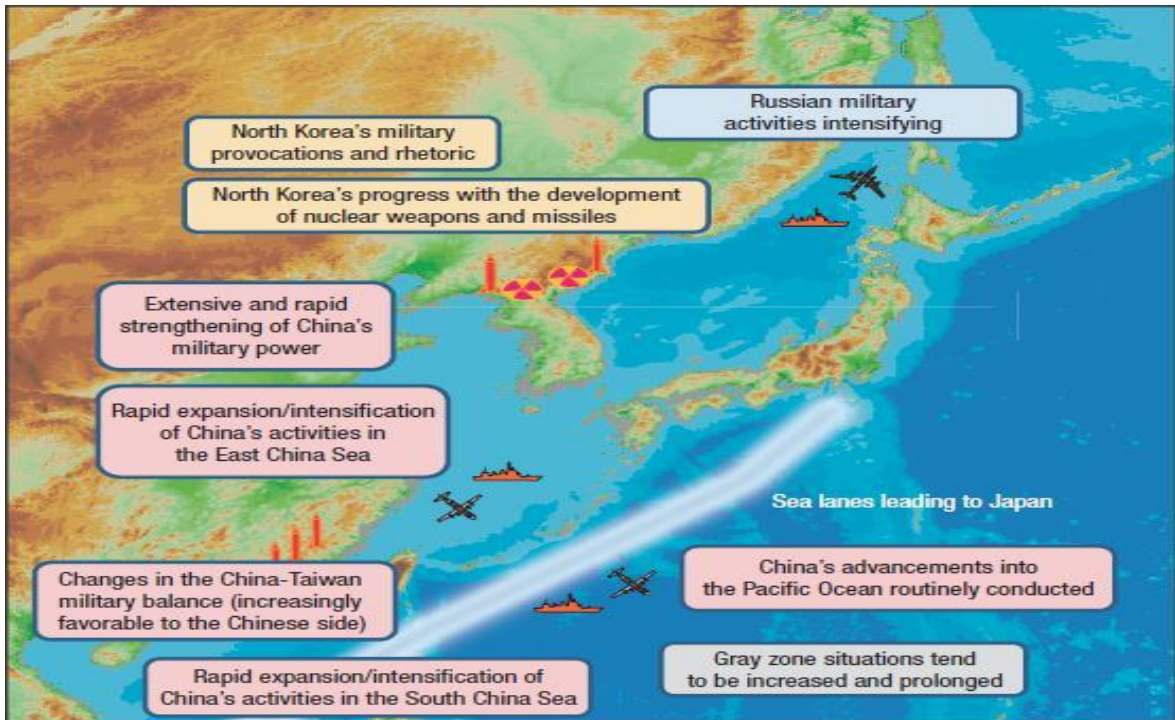 Russian military
activities intensifying
North Korea's military
provocations and rhetoric
North Korea's progress with the development
of nuclear weapons and missiles
Extensive and rapid
strengthening of China's
military power
Rapid expansion/intensification
of China's activities in
the East China Sea
Sea lanes leading to Japan
Changes in the China-Taiwan
military balance (increasingly
favorable to the Chinese side)
China's advancements into
the Pacific Ocean routinely conducted
Rapid expansion/intensification of
China's activities in the South China Sea
Gray zone situations tend
to be increased and prolonged